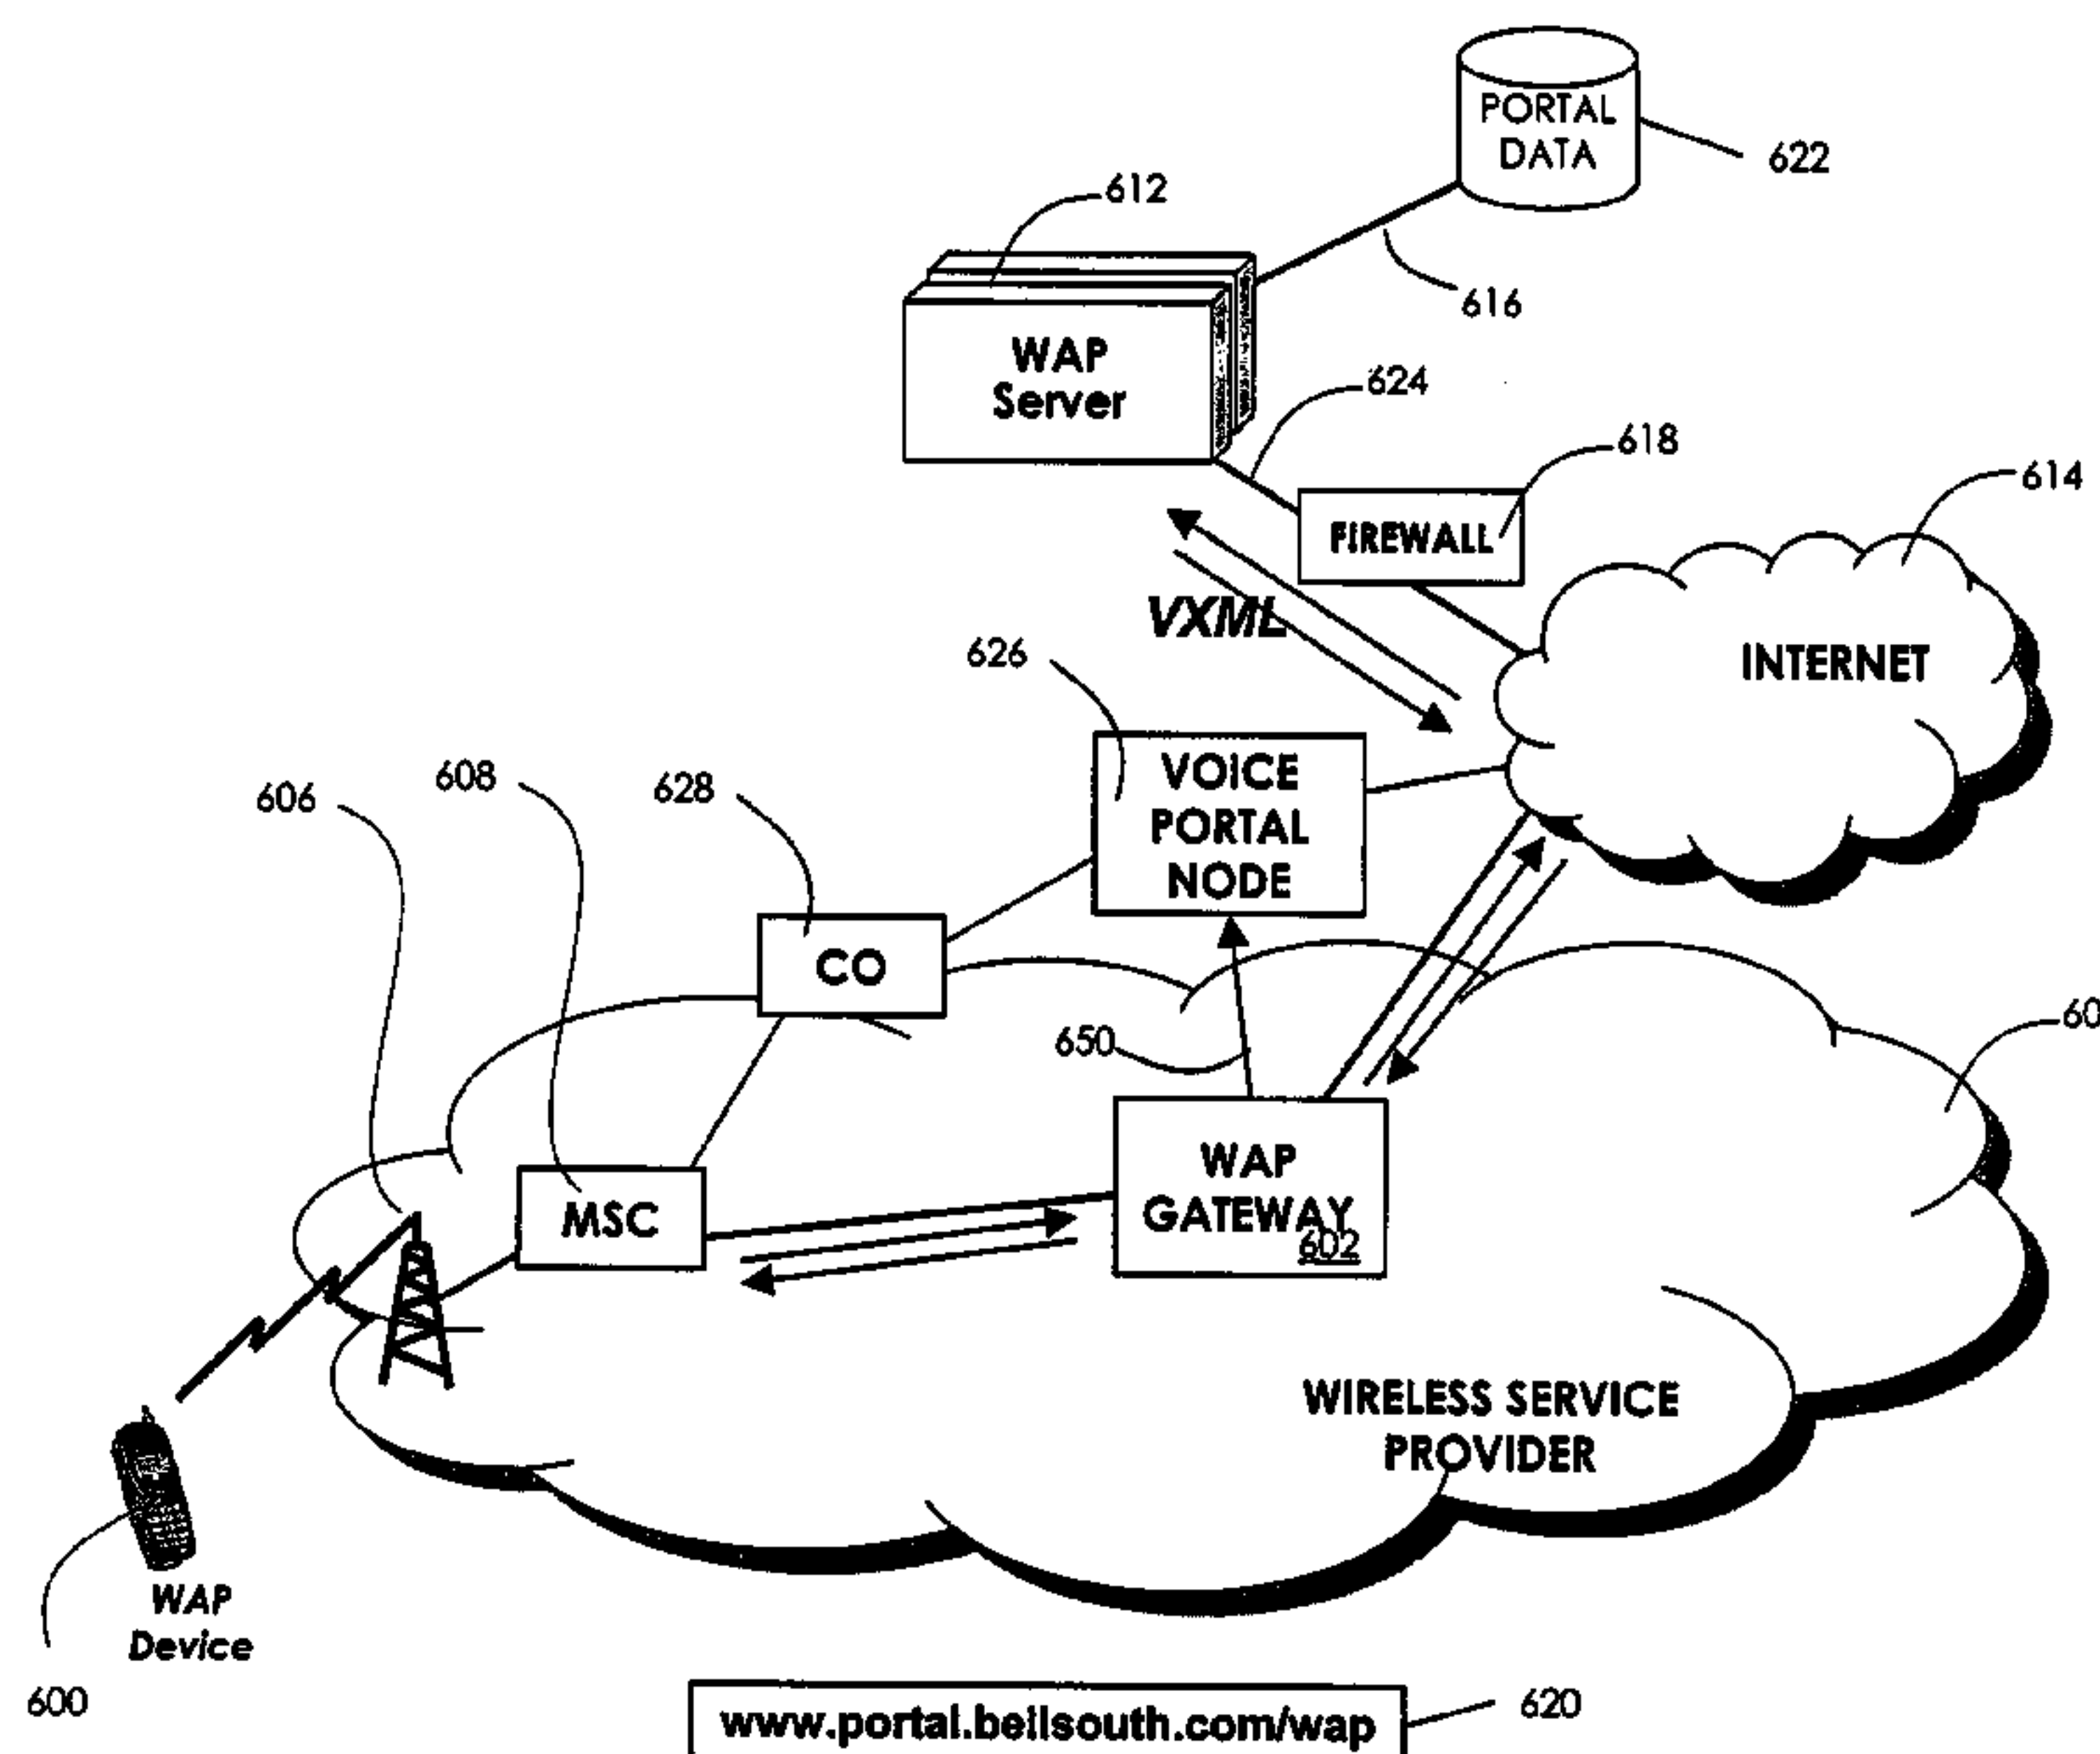 PORTAL
DATA
622
612
616
WAP
Server
624
618
614
FIREWALL
VXML
INTERNET
626
VOICE
PORTAL
NODE
606
608
628
CO
650
60
WAP
GATEWAY
602
MSC
WIRELESS SERVICE
PROVIDER
WAP
Device
600
www.portal.bellsouth.com/wap
620